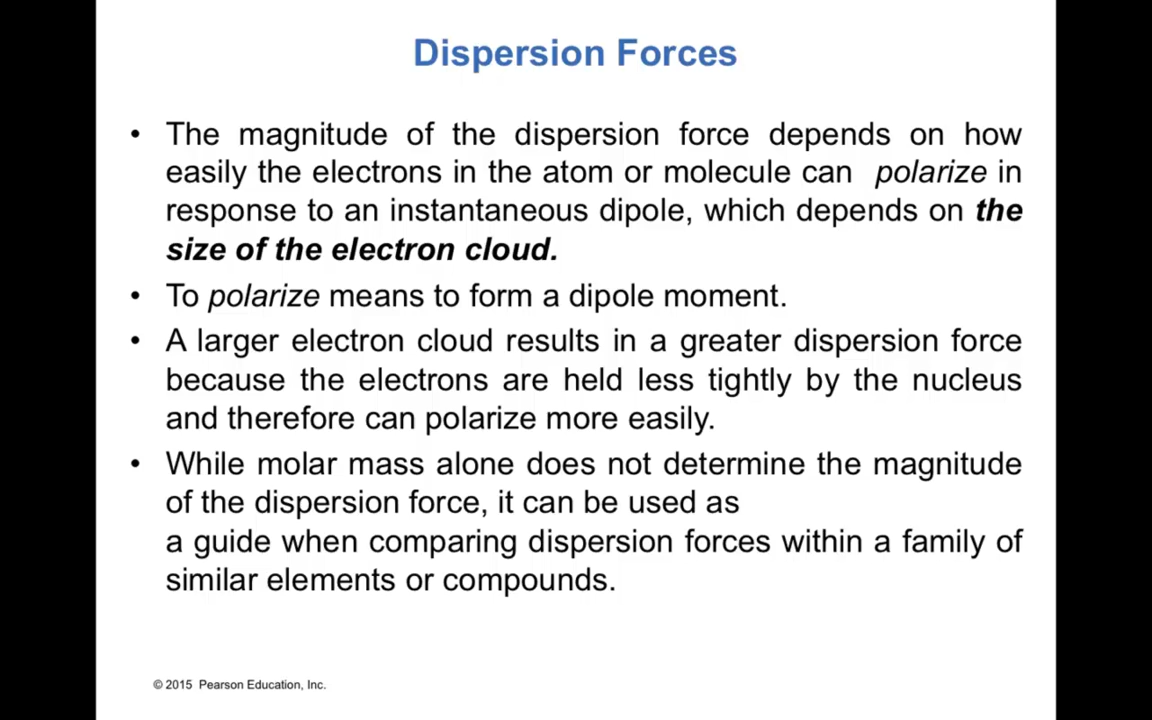 Dispersion Forces
• The magnitude of the dispersion force depends on how
easily the electrons in the atom or molecule can polarize in
response to an instantaneous dipole, which depends on the
size of the electron cloud.
• To polarize means to form a dipole moment.
• A larger electron cloud results in a greater dispersion force
because the electrons are held less tightly by the nucleus
and therefore can polarize more easily.
• While molar mass alone does not determine the magnitude
of the dispersion force, it can be used as
a guide when comparing dispersion forces within a family of
similar elements or compounds.
© 2015 Pearson Education, Inc.